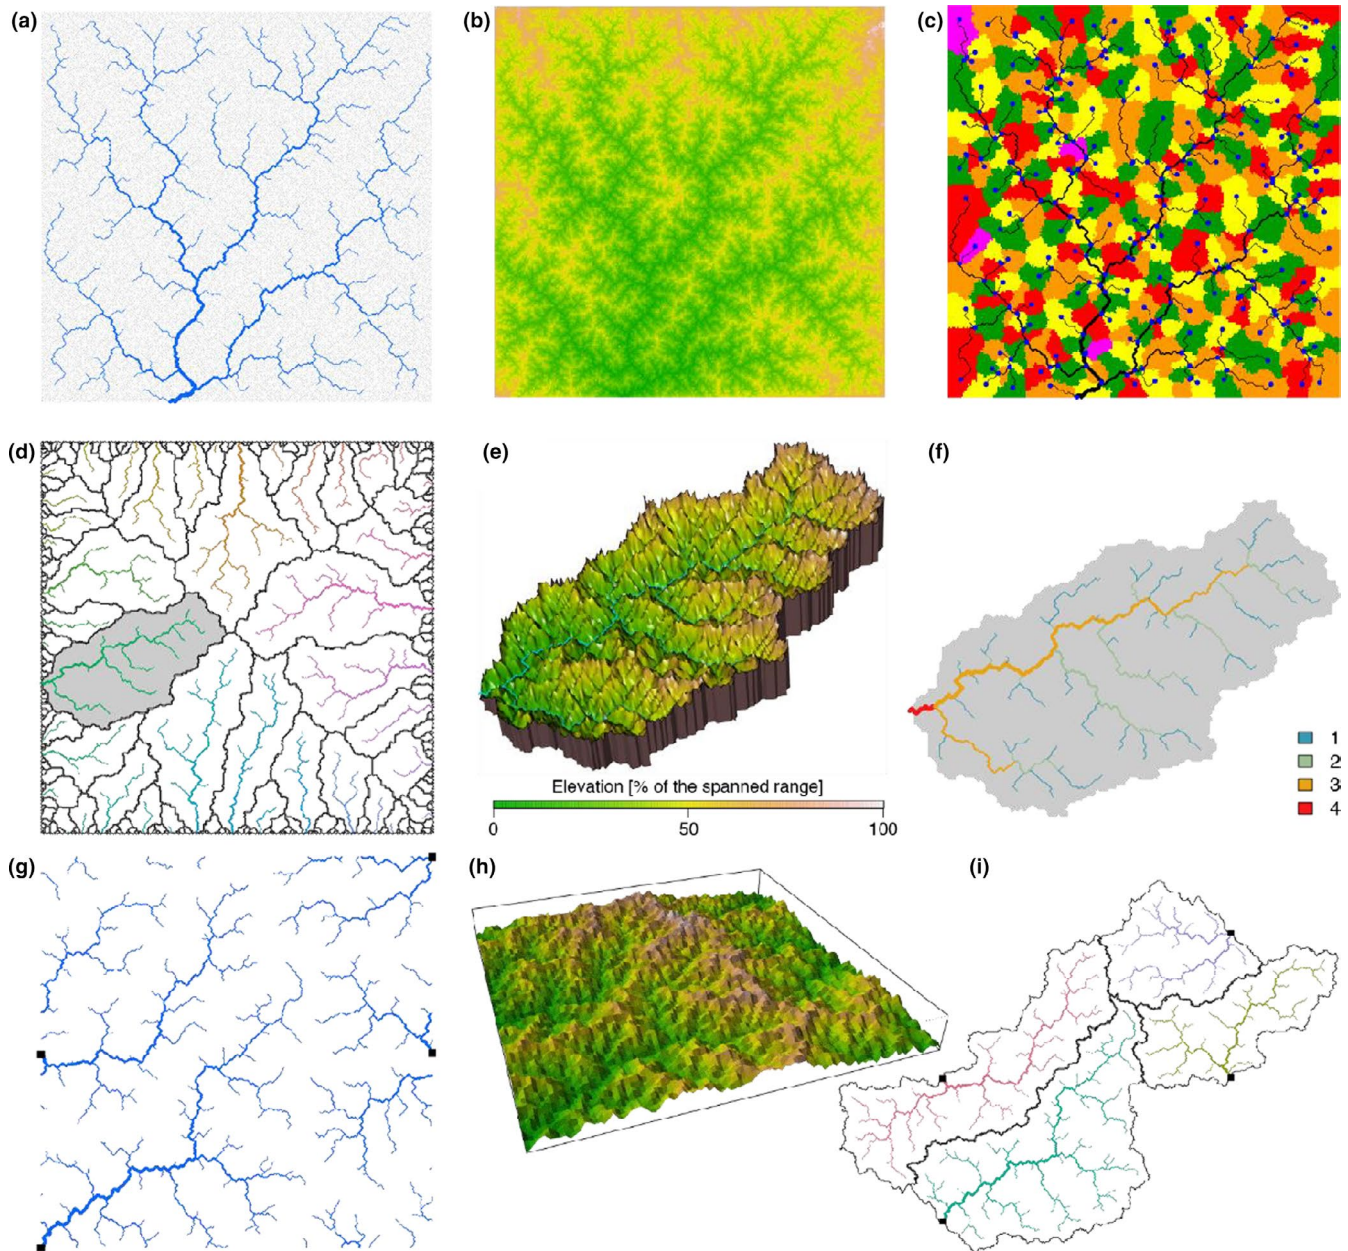 (a)
(b)
(c)
(d)
(e)
(f)
Elevation [% of the spanned range]
0
50
100
1
2
3
4
(g)
(h)
(i)